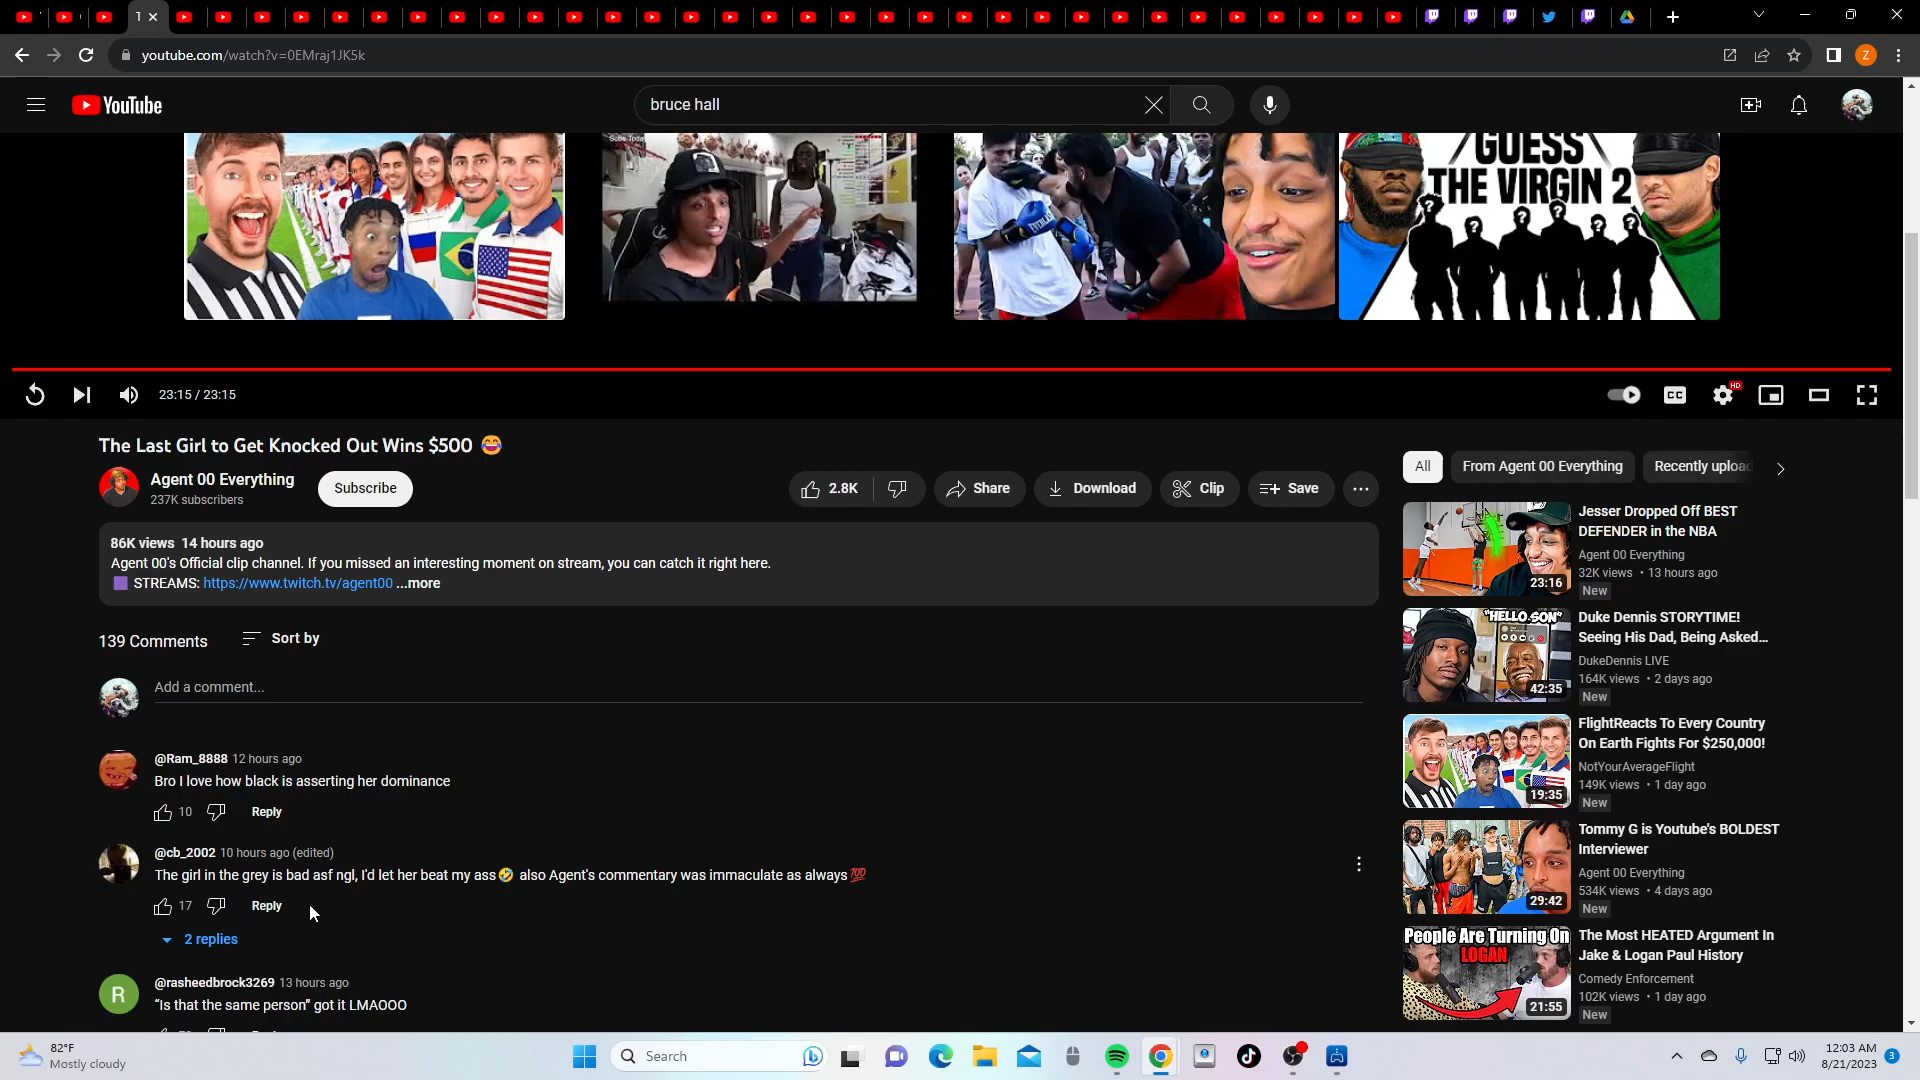 youtube.com/watch?v=0EMraj1JK5k
YouTube
bruce hall
Z
Subs Today
GUESS
THE VIRGIN 2
EVERLAST
23:15 / 23:15
CC
HD
The Last Girl to Get Knocked Out Wins $500 😂
Agent 00 Everything
237K subscribers
Subscribe
2.8K
Share
Download
Clip
Save
86K views 14 hours ago
Agent 00's Official clip channel. If you missed an interesting moment on stream, you can catch it right here.
🟪 STREAMS: https://www.twitch.tv/agent00 ...more
139 Comments
Sort by
Add a comment...
@Ram_8888 12 hours ago
Bro I love how black is asserting her dominance
10
Reply
@cb_2002 10 hours ago (edited)
The girl in the grey is bad asf ngl, I'd let her beat my ass🤣 also Agent's commentary was immaculate as always💯
17
Reply
2 replies
R
@rasheedbrock3269 13 hours ago
“Is that the same person” got it LMAOOO
All
From Agent 00 Everything
Recently upload
23:16
Jesser Dropped Off BEST
DEFENDER in the NBA
Agent 00 Everything
32K views • 13 hours ago
New
"HELLO SON"
42:35
Duke Dennis STORYTIME!
Seeing His Dad, Being Asked...
DukeDennis LIVE
164K views • 2 days ago
New
19:35
FlightReacts To Every Country
On Earth Fights For $250,000!
NotYourAverageFlight
149K views • 1 day ago
New
29:42
Tommy G is Youtube's BOLDEST
Interviewer
Agent 00 Everything
534K views • 4 days ago
New
People Are Turning On
LOGAN
21:55
The Most HEATED Argument In
Jake & Logan Paul History
Comedy Enforcement
102K views • 1 day ago
New
82°F
Mostly cloudy
Search
12:03 AM
8/21/2023
3